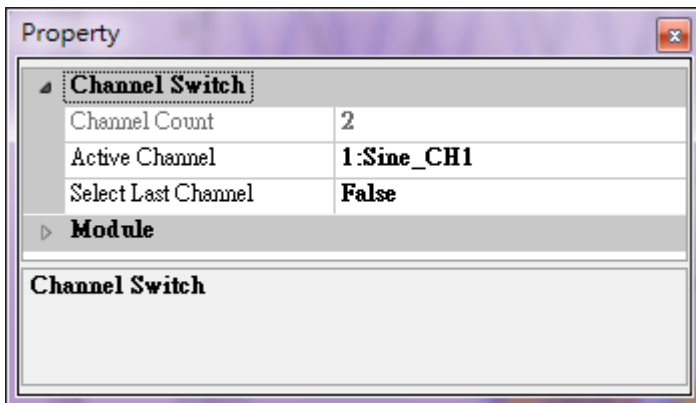 Property
Channel Switch
Channel Count 2
Active Channel 1:Sine_CH1
Select Last Channel False
Module
Channel Switch